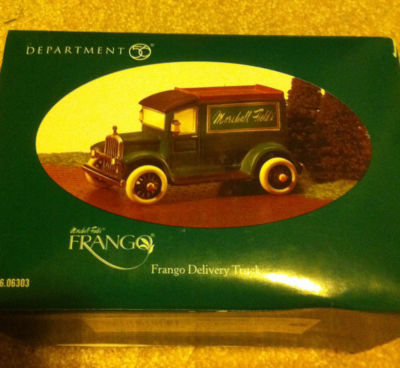 DEPARTMENT 56
Marshall Field's
Marshall Field's
FRANGO
Frango Delivery Truck
6.06303